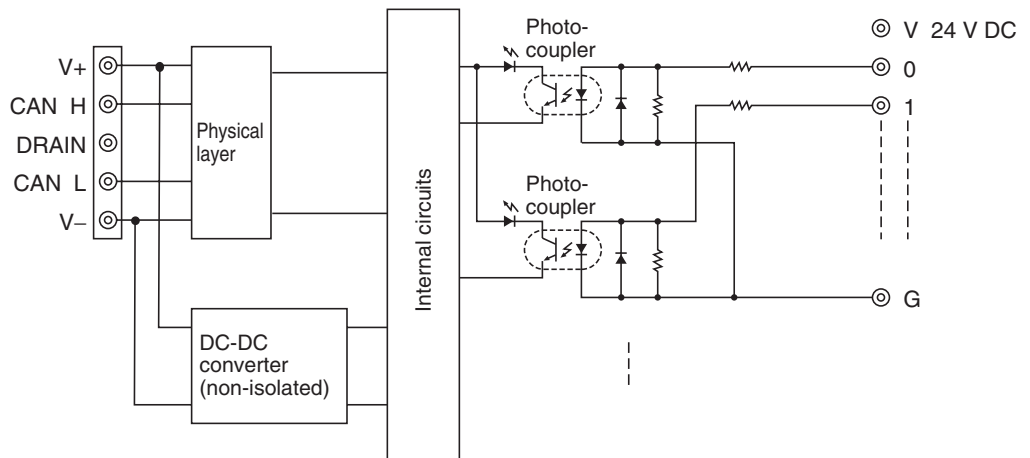 V+
CAN H
DRAIN
CAN L
V–
Physical
layer
DC-DC
converter
(non-isolated)
Internal circuits
Photo-
coupler
Photo-
coupler
V 24 V DC
0
1
G